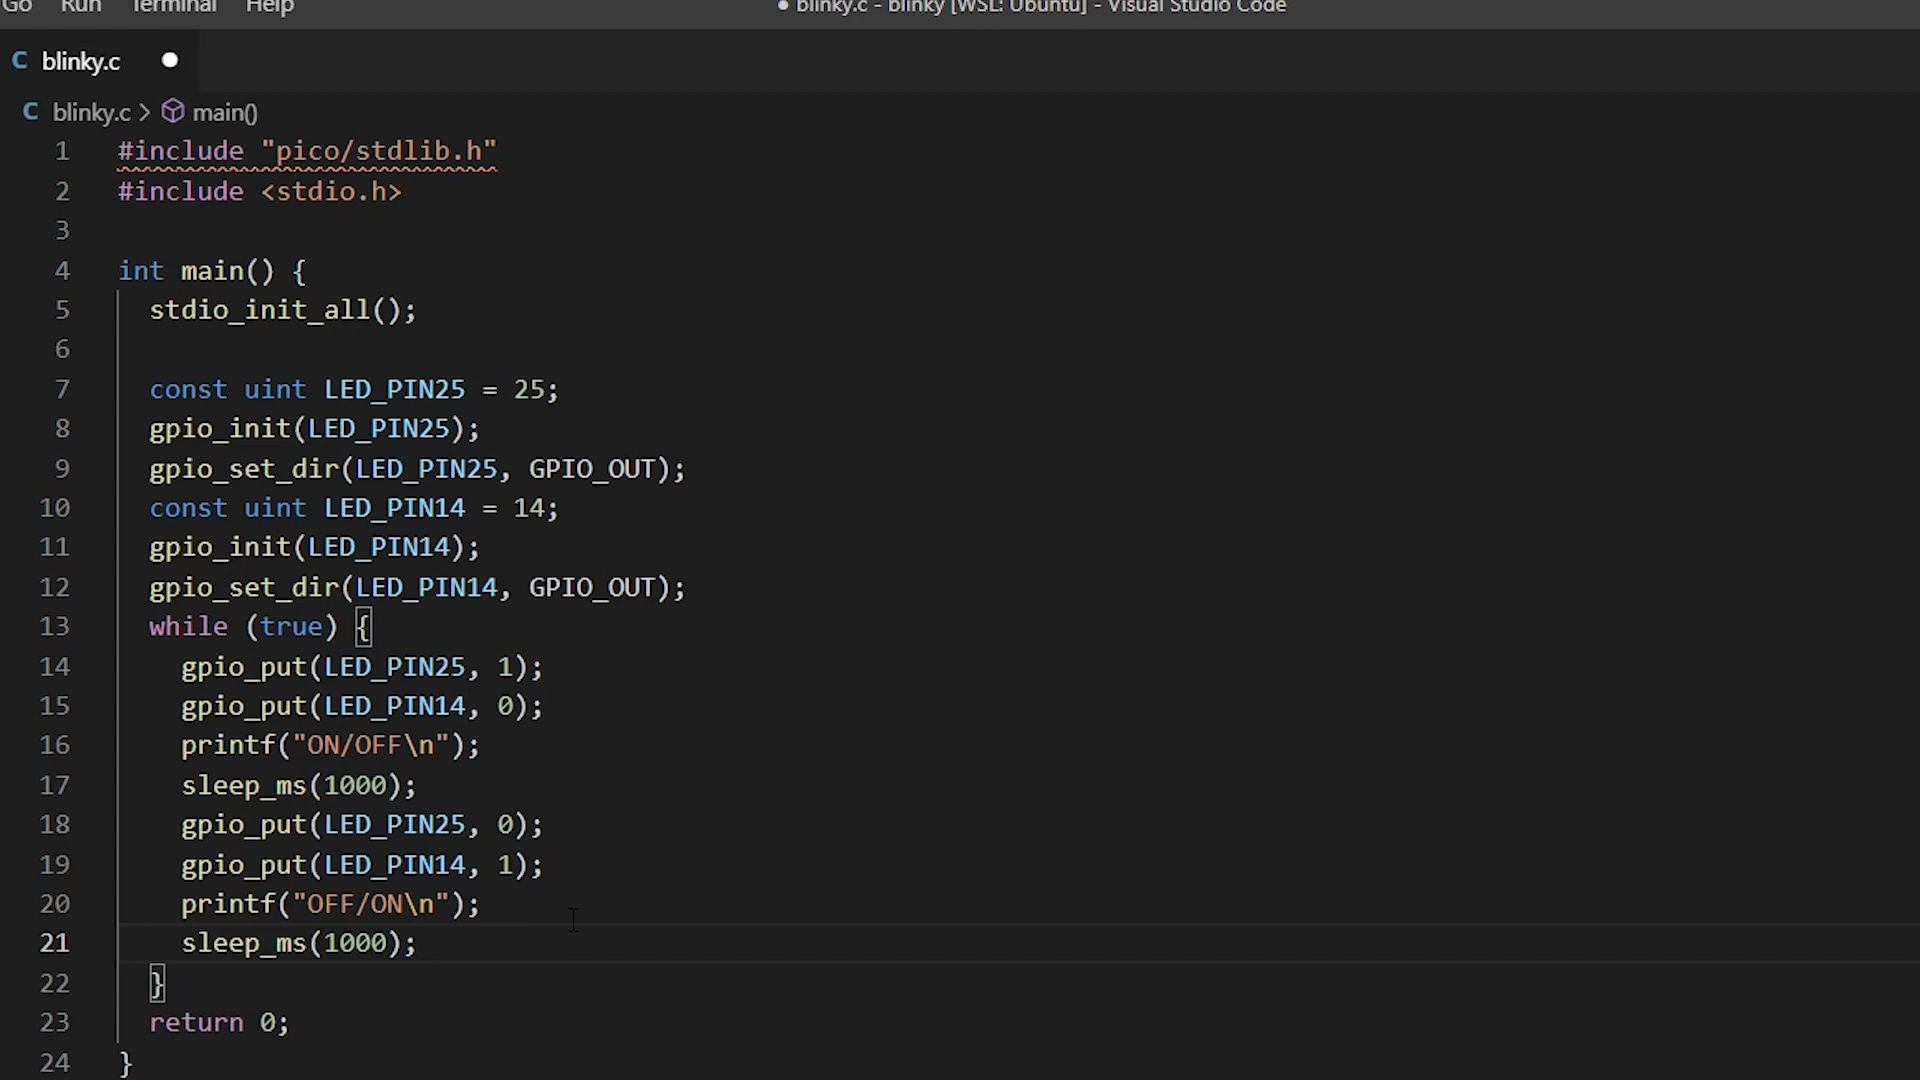 Go Run Terminal Help ● blinky.c - blinky [WSL: Ubuntu] - Visual Studio Code
C blinky.c ●
C blinky.c > main()
1 #include "pico/stdlib.h"
2 #include <stdio.h>
3
4 int main() {
5 stdio_init_all();
6
7 const uint LED_PIN25 = 25;
8 gpio_init(LED_PIN25);
9 gpio_set_dir(LED_PIN25, GPIO_OUT);
10 const uint LED_PIN14 = 14;
11 gpio_init(LED_PIN14);
12 gpio_set_dir(LED_PIN14, GPIO_OUT);
13 while (true) {
14 gpio_put(LED_PIN25, 1);
15 gpio_put(LED_PIN14, 0);
16 printf("ON/OFF\n");
17 sleep_ms(1000);
18 gpio_put(LED_PIN25, 0);
19 gpio_put(LED_PIN14, 1);
20 printf("OFF/ON\n");
21 sleep_ms(1000);
22 }
23 return 0;
24 }